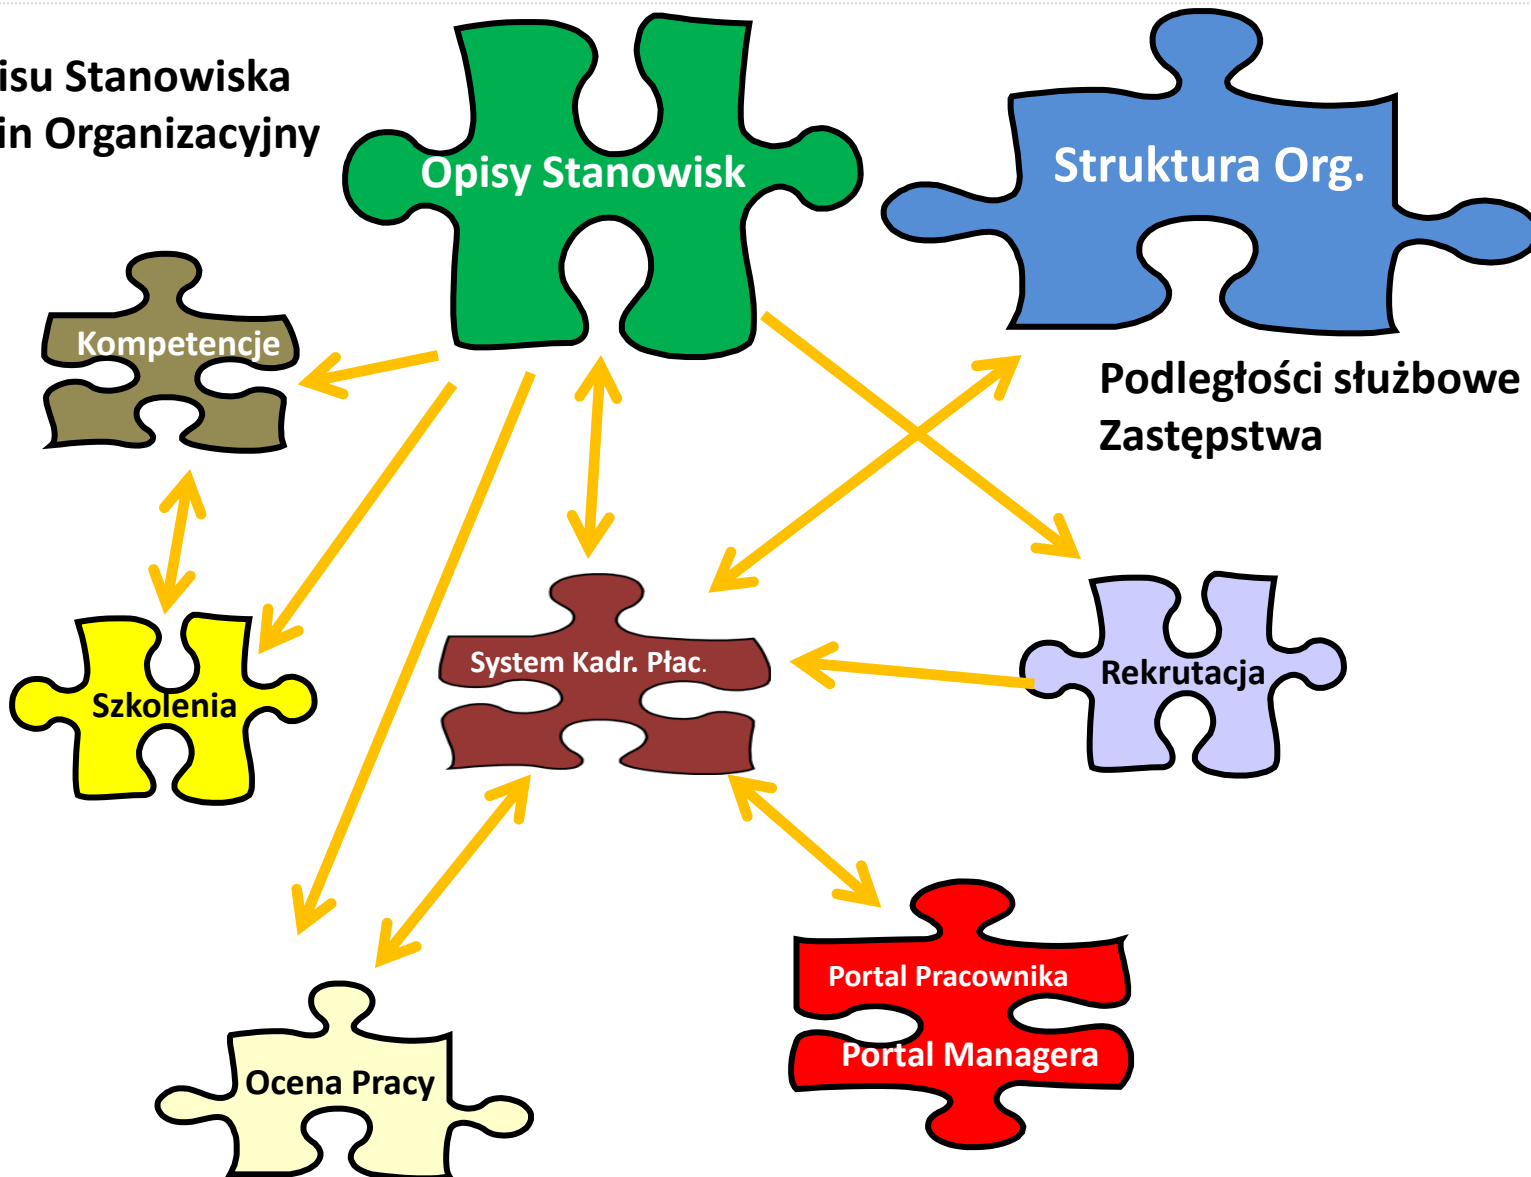 isu Stanowiska
in Organizacyjny
Opisy Stanowisk
Struktura Org.
Kompetencje
Podległości służbowe
Zastępstwa
System Kadr. Płac.
Rekrutacja
Szkolenia
Portal Pracownika
Portal Managera
Ocena Pracy